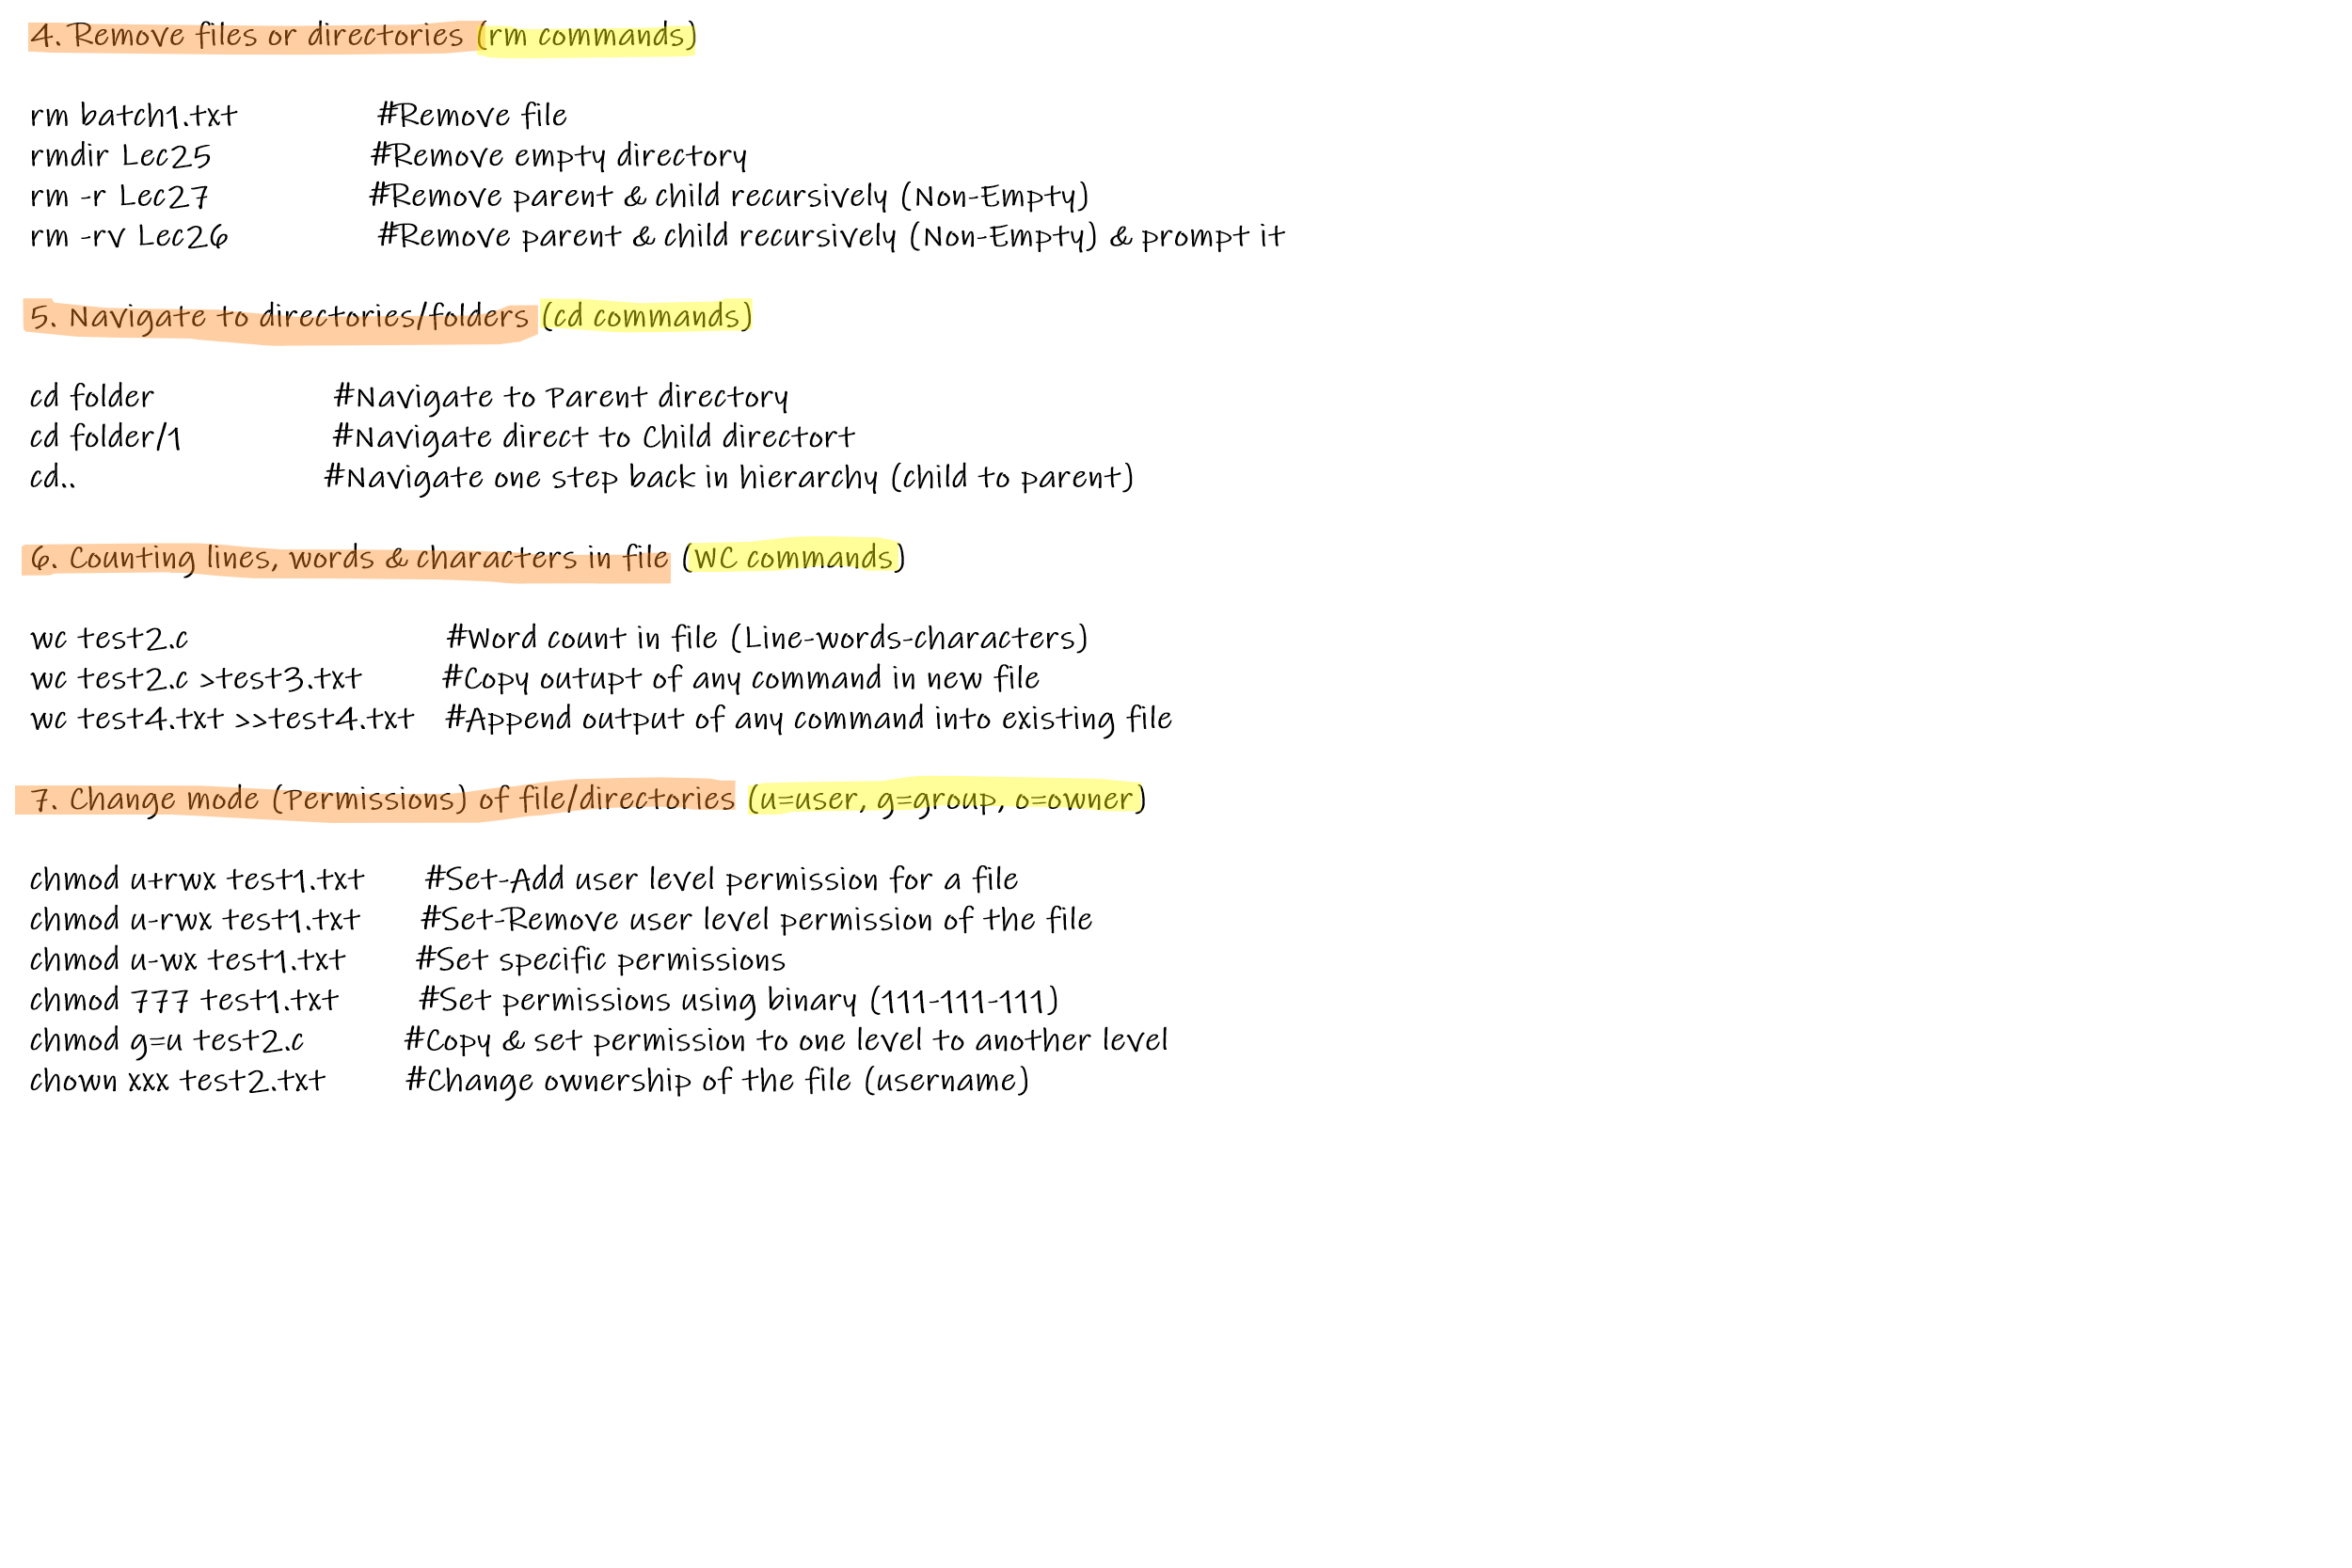 4. Remove files or directories (rm commands)
rm batch1.txt #Remove file
rmdir Lec25 #Remove empty directory
rm -r Lec27 #Remove parent & child recursively (Non-Empty)
rm -rv Lec26 #Remove parent & child recursively (Non-Empty) & prompt it
5. Navigate to directories/folders (cd commands)
cd folder #Navigate to Parent directory
cd folder/1 #Navigate direct to Child directort
cd.. #Navigate one step back in hierarchy (child to parent)
6. Counting lines, words & characters in file (WC commands)
wc test2.c #Word count in file (Line-words-characters)
wc test2.c >test3.txt #Copy outupt of any command in new file
wc test4.txt >>test4.txt #Append output of any command into existing file
7. Change mode (Permissions) of file/directories (u=user, g=group, o=owner)
chmod u+rwx test1.txt #Set-Add user level permission for a file
chmod u-rwx test1.txt #Set-Remove user level permission of the file
chmod u-wx test1.txt #Set specific permissions
chmod 777 test1.txt #Set permissions using binary (111-111-111)
chmod g=u test2.c #Copy & set permission to one level to another level
chown xxx test2.txt #Change ownership of the file (username)